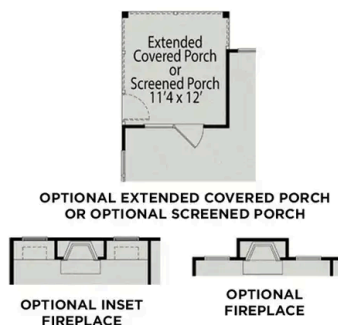 Extended
Covered Porch
or
Screened Porch
11'4 x 12'
OPTIONAL EXTENDED COVERED PORCH
OR OPTIONAL SCREENED PORCH
OPTIONAL INSET
FIREPLACE
OPTIONAL
FIREPLACE